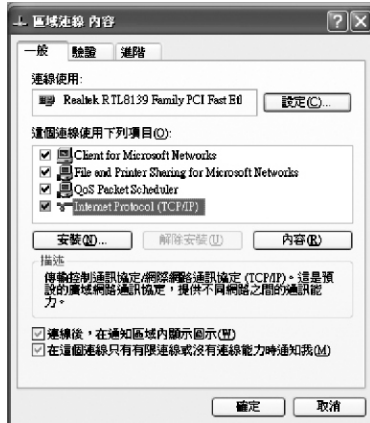 區域連線 內容
一般 驗證 進階
連線使用:
Realtek RTL8139 Family PCI Fast Etl
設定(C)...
這個連線使用下列項目(O):
Client for Microsoft Networks
File and Printer Sharing for Microsoft Networks
QoS Packet Scheduler
Internet Protocol (TCP/IP)
安裝(N)... 解除安裝(U) 內容(R)
描述
傳輸控制通訊協定/網際網路通訊協定 (TCP/IP)。這是預
設的廣域網路通訊協定，提供不同網路之間的通訊能
力。
連線後，在通知區域內顯示圖示(W)
在這個連線只有有限連線或沒有連線能力時通知我(M)
確定 取消